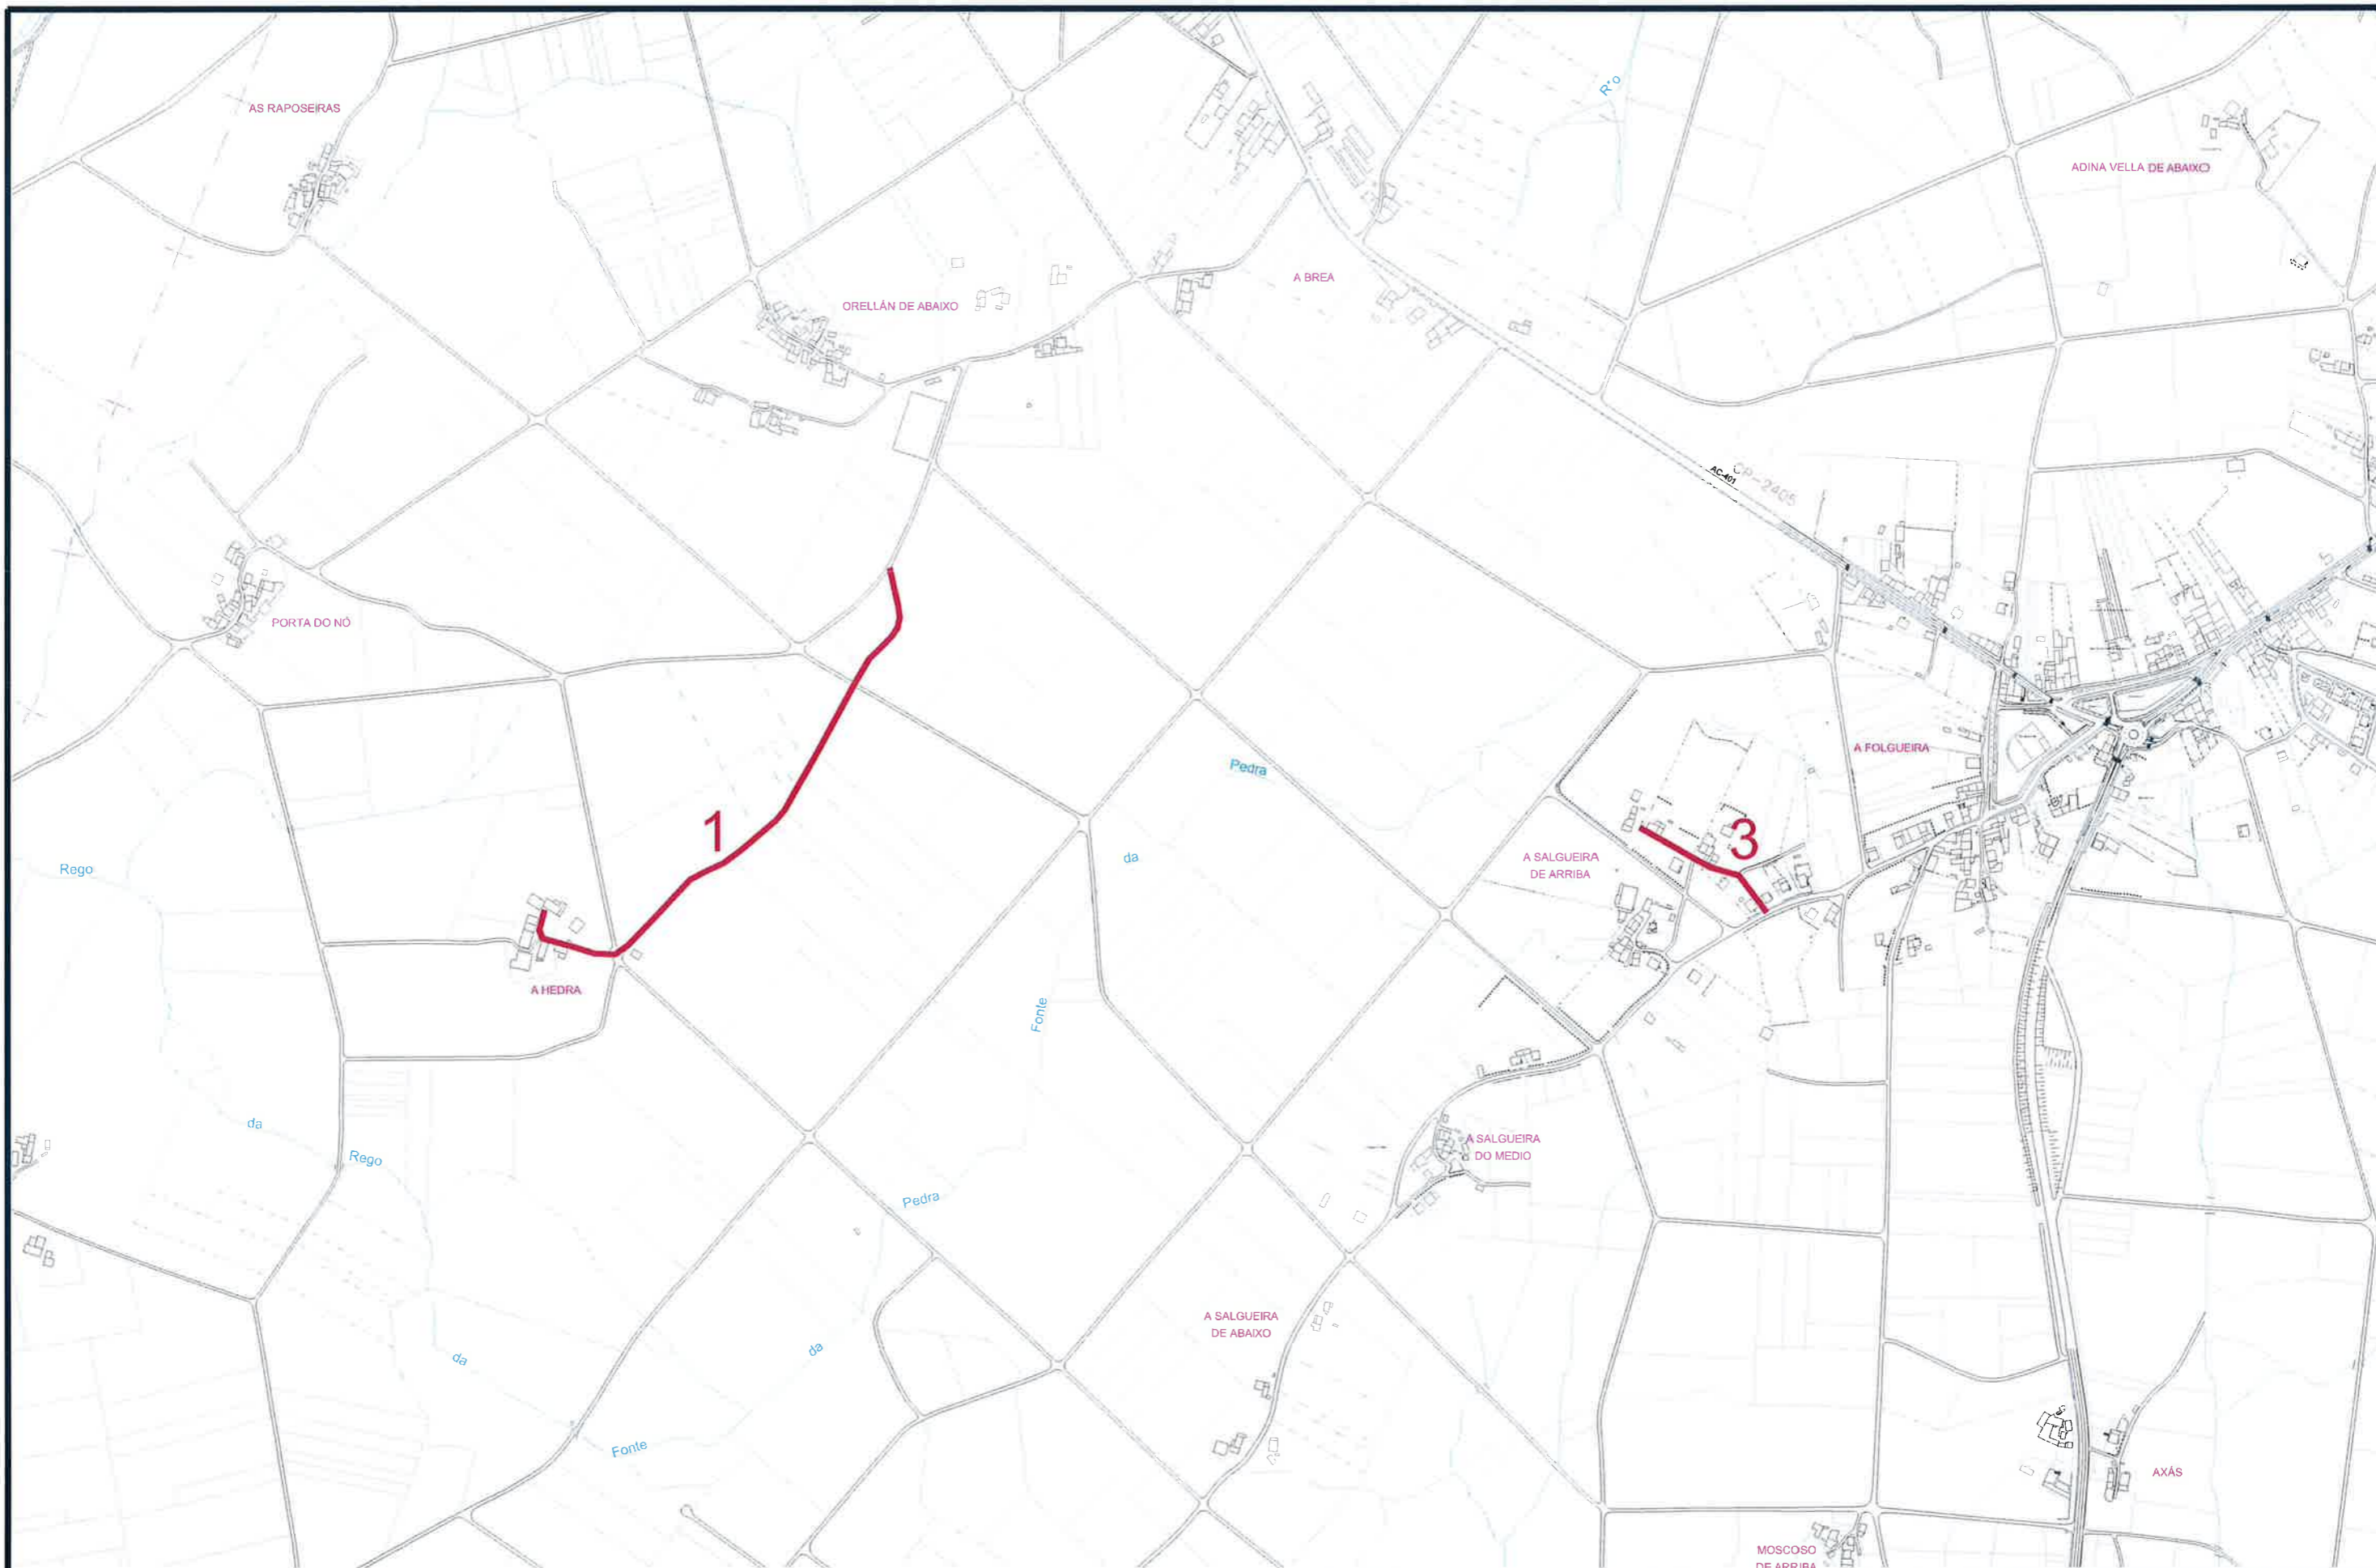 AS RAPOSEIRAS
R'o
ADINA VELLA DE ABAIXO
A BREA
ORELLÁN DE ABAIXO
AC-401
CP-2405
PORTA DO NÓ
A FOLGUEIRA
Pedra
1
3
da
A SALGUEIRA
DE ARRIBA
Rego
A HEDRA
Fonte
da
Rego
A SALGUEIRA
DO MEDIO
Pedra
A SALGUEIRA
DE ABAIXO
da
da
Fonte
AXÁS
MOSCOSO
DE ARRIBA